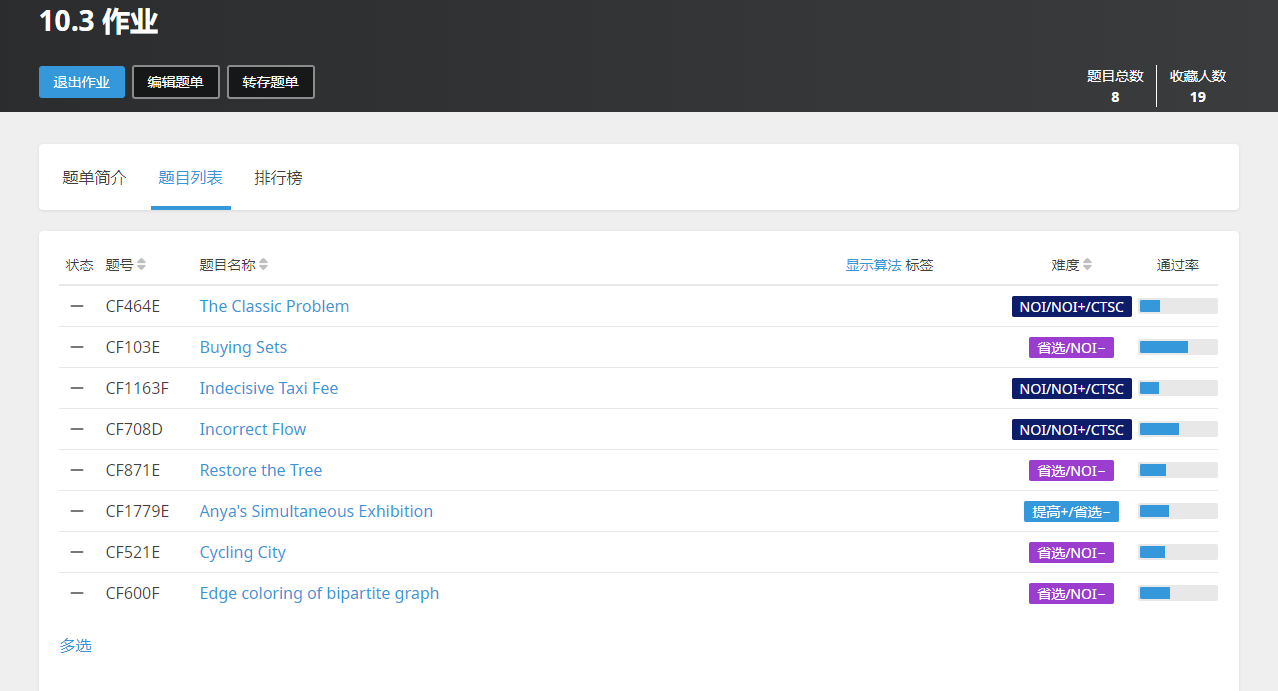 10.3 作业
退出作业 编辑题单 转存题单
题目总数 收藏人数
8 19
题单简介 题目列表 排行榜
状态 题号 题目名称 显示算法 标签 难度 通过率
— CF464E The Classic Problem NOI/NOI+/CTSC
— CF103E Buying Sets 省选/NOI−
— CF1163F Indecisive Taxi Fee NOI/NOI+/CTSC
— CF708D Incorrect Flow NOI/NOI+/CTSC
— CF871E Restore the Tree 省选/NOI−
— CF1779E Anya's Simultaneous Exhibition 提高+/省选−
— CF521E Cycling City 省选/NOI−
— CF600F Edge coloring of bipartite graph 省选/NOI−
多选